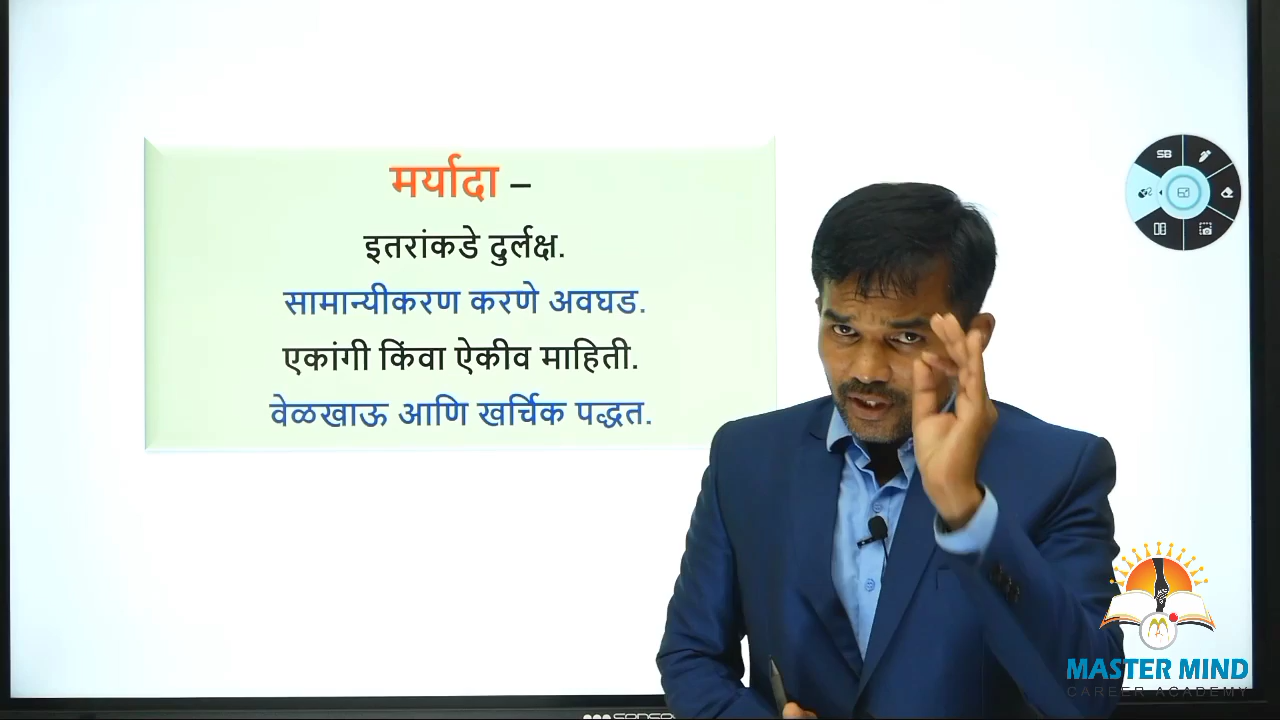 मर्यादा –
इतरांकडे दुर्लक्ष.
सामान्यीकरण करणे अवघड.
एकांगी किंवा ऐकीव माहिती.
वेळखाऊ आणि खर्चिक पद्धत.
SB
MASTER MIND
CAREER ACADEMY